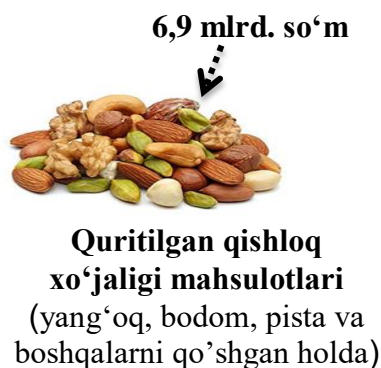 6,9 mlrd. so‘m
Quritilgan qishloq
xo‘jaligi mahsulotlari
(yang‘oq, bodom, pista va
boshqalarni qo’shgan holda)